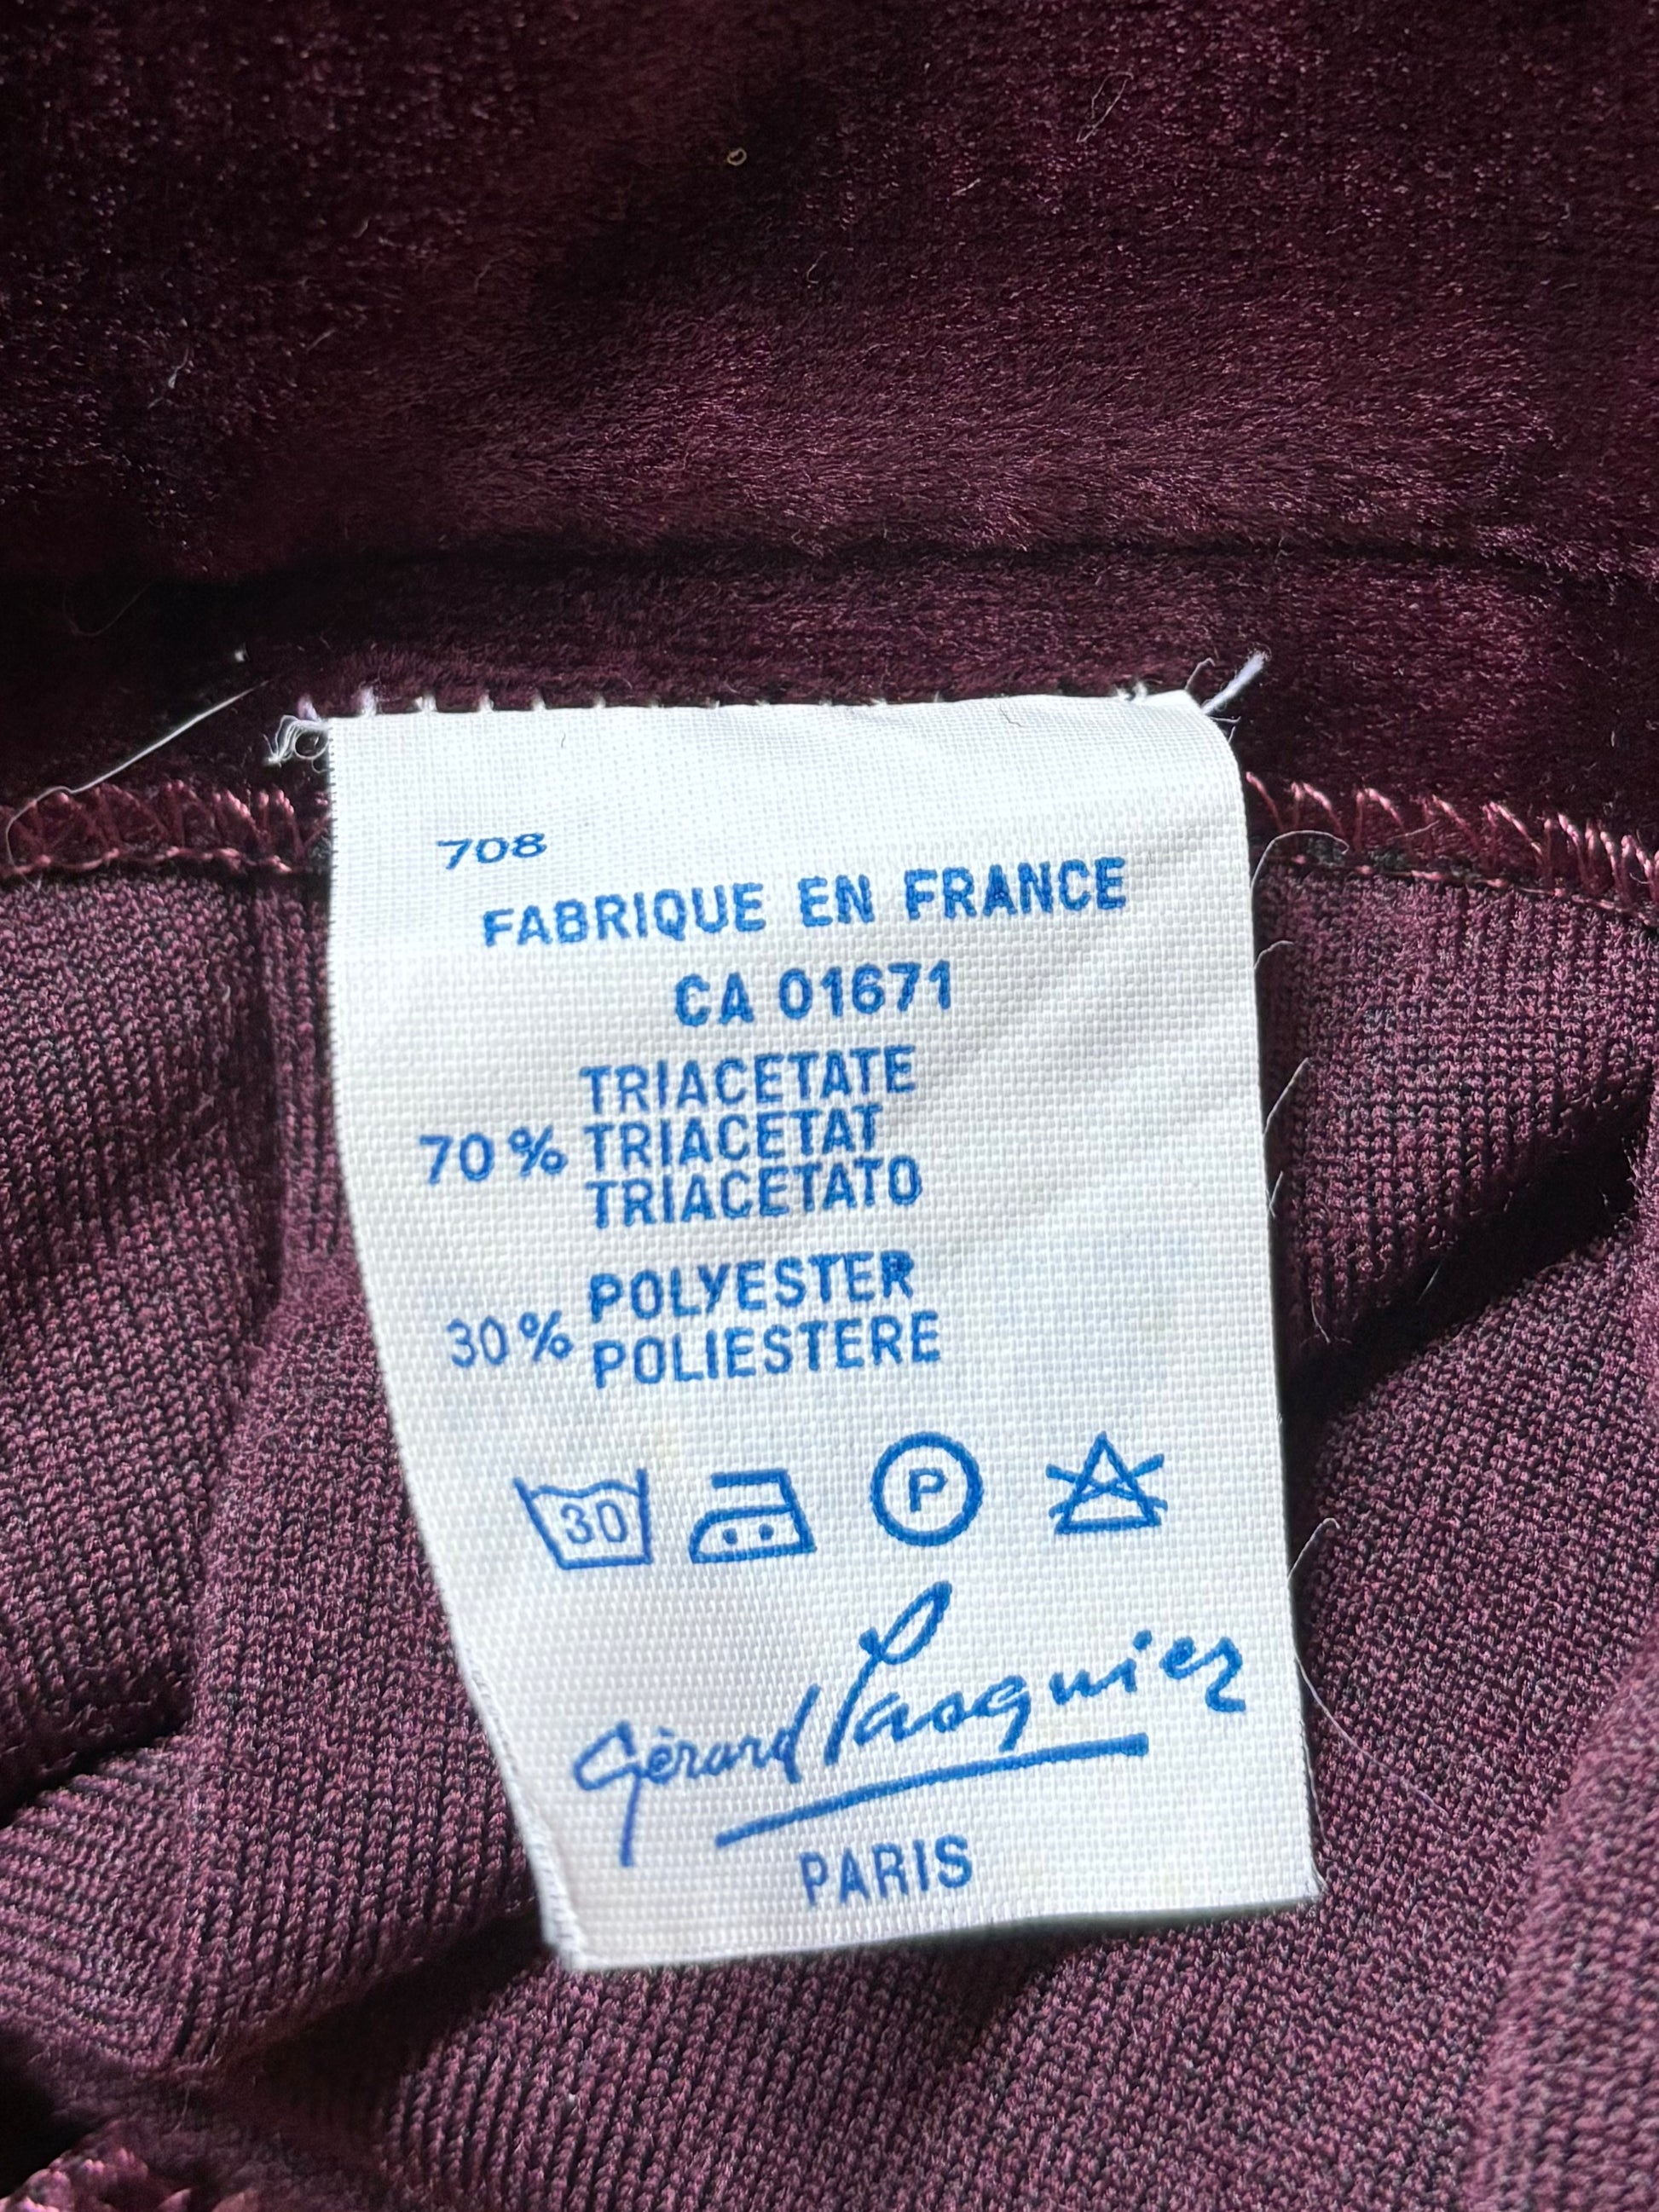 708
FABRIQUE EN FRANCE
CA 01671
TRIACETATE
70% TRIACETAT
TRIACETATO
POLYESTER
30% POLIESTERE
30
P
Gérard Pasquier
PARIS